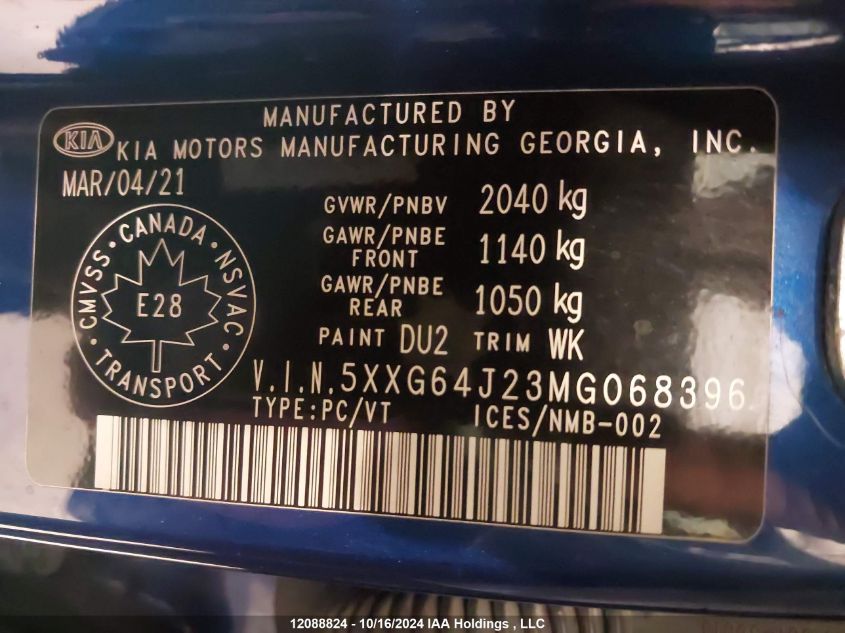 MANUFACTURED BY
KIA KIA MOTORS MANUFACTURING GEORGIA, INC.
MAR/04/21
GVWR/PNBV 2040 kg
GAWR/PNBE FRONT 1140 kg
GAWR/PNBE REAR 1050 kg
PAINT DU2 TRIM WK
CANADA
CMVSS • NSVAC
E28
TRANSPORT
V.I.N. 5XXG64J23MG068396
TYPE:PC/VT ICES/NMB-002
12088824 - 10/16/2024 IAA Holdings , LLC